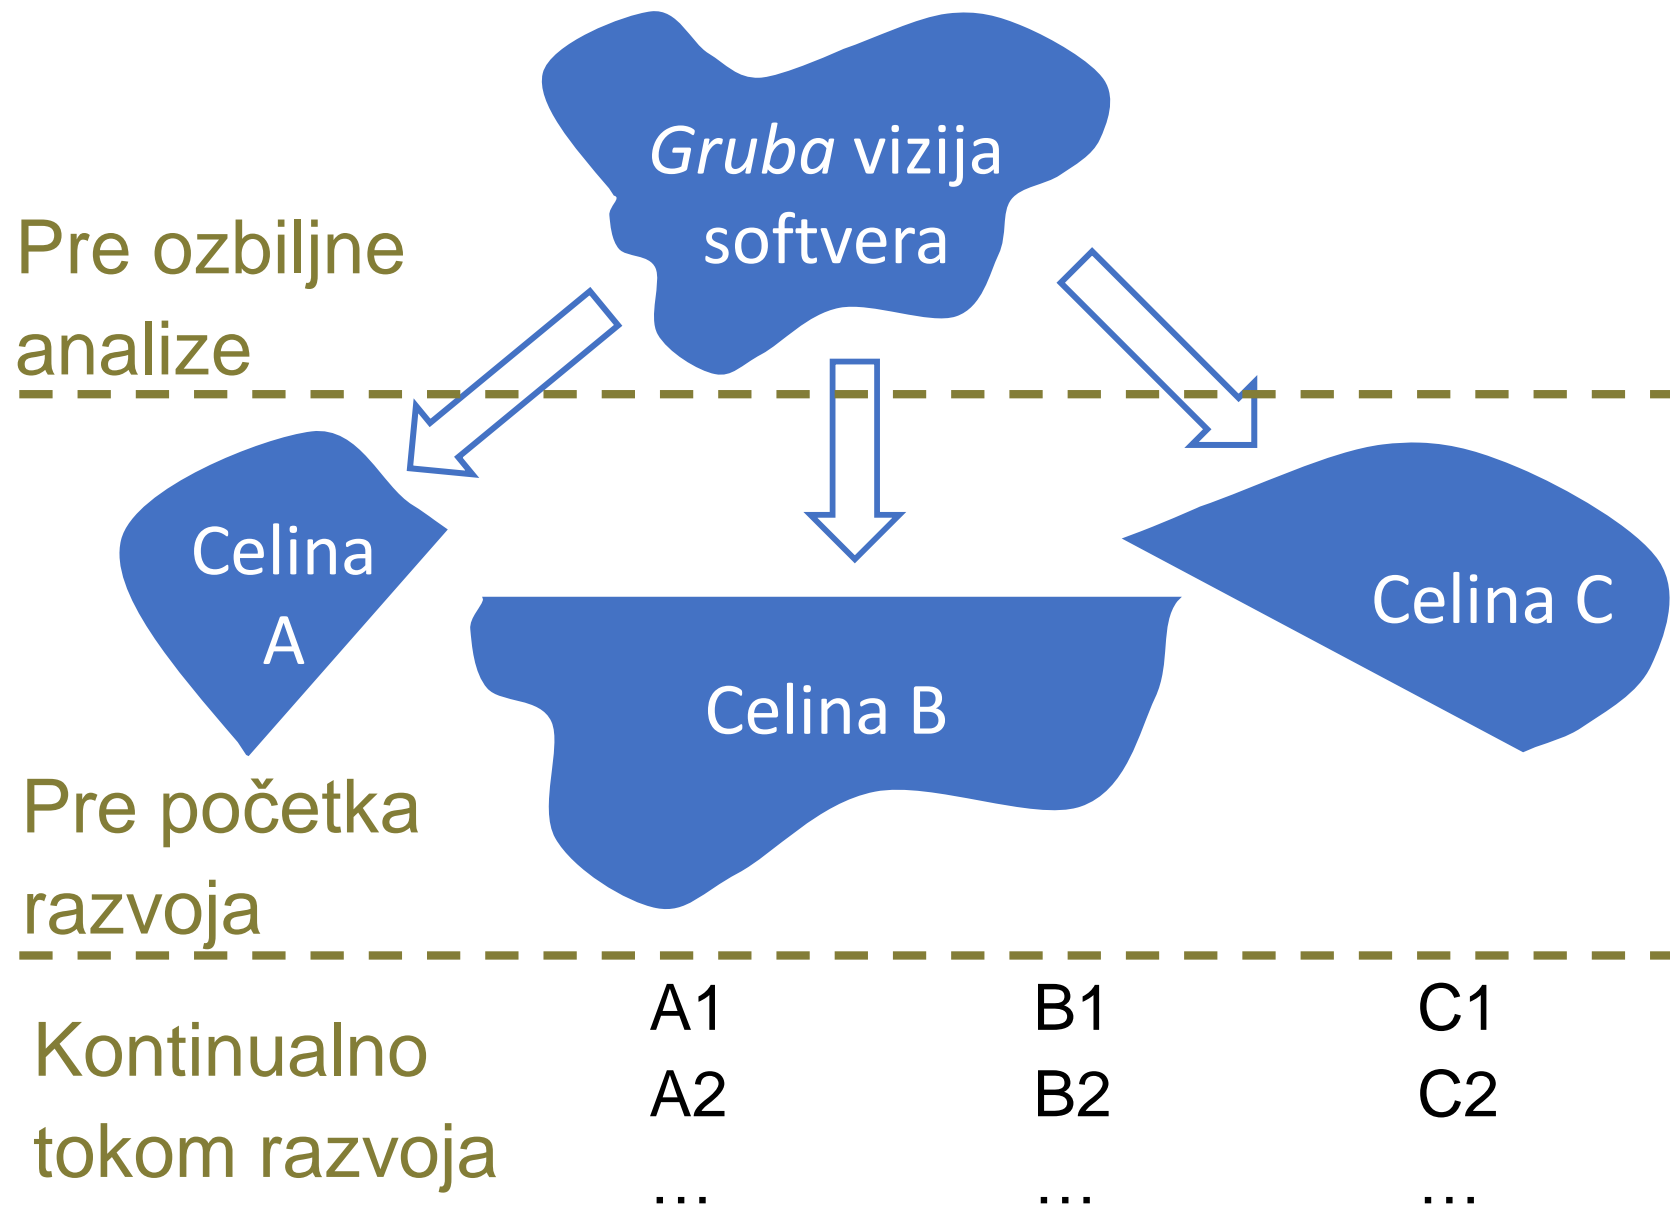 Gruba vizija
softvera
Pre ozbiljne
analize
Celina
A
Celina B
Celina C
Pre početka
razvoja
Kontinualno
tokom razvoja
A1 B1 C1
A2 B2 C2
… … …